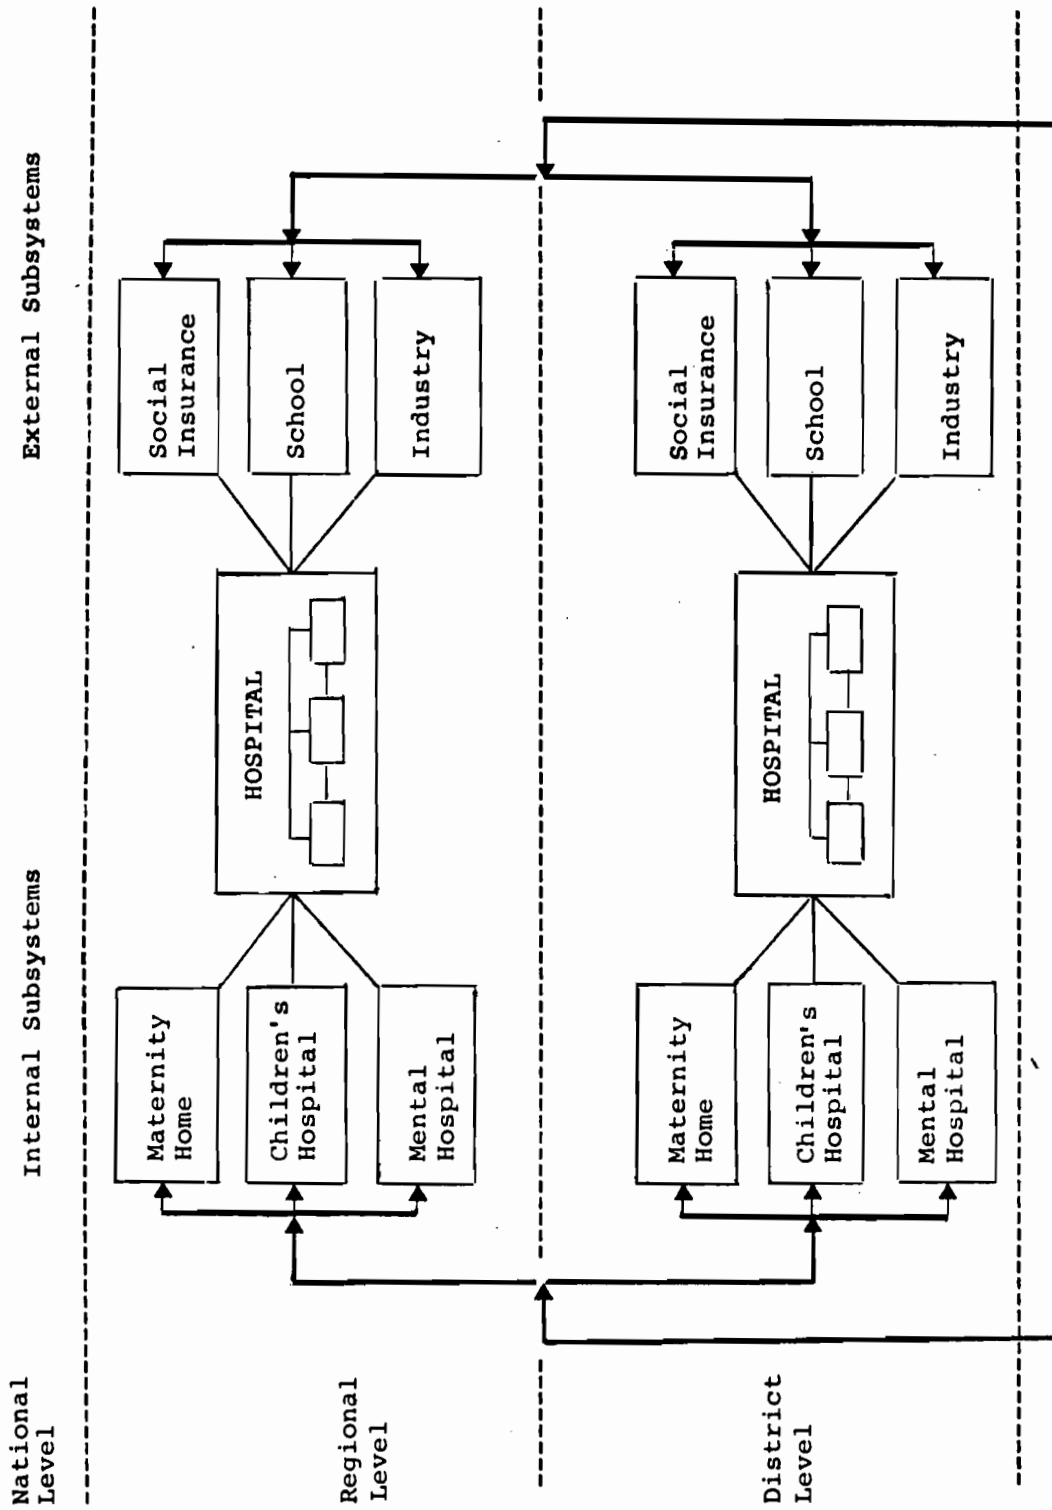 National
Level
Internal Subsystems
External Subsystems
Regional
Level
Maternity
Home
Children's
Hospital
Mental
Hospital
HOSPITAL
Social
Insurance
School
Industry
District
Level
Maternity
Home
Children's
Hospital
Mental
Hospital
HOSPITAL
Social
Insurance
School
Industry